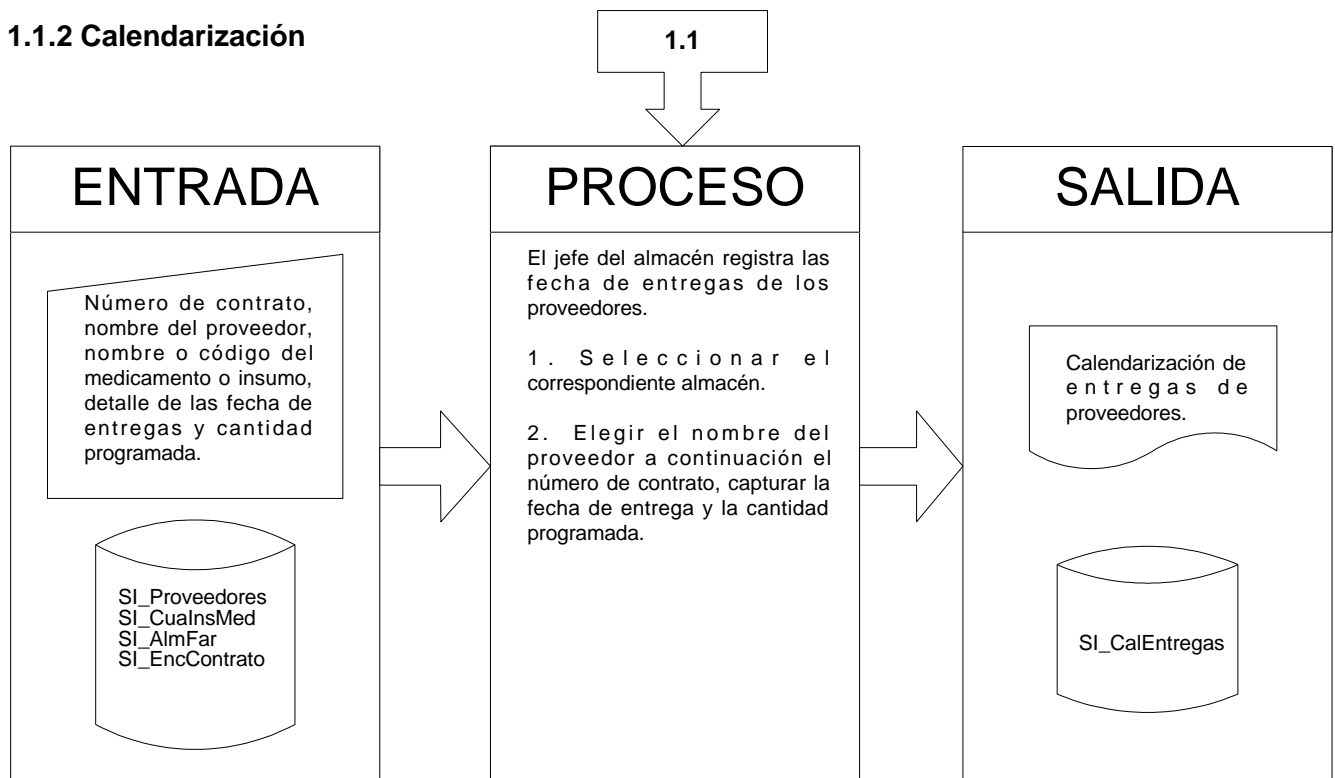 1.1.2 Calendarización
1.1
ENTRADA
Número de contrato,
nombre del proveedor,
nombre o código del
medicamento o insumo,
detalle de las fecha de
entregas y cantidad
programada.
SI_Proveedores
SI_CuaInsMed
SI_AlmFar
SI_EncContrato
PROCESO
El jefe del almacén registra las
fecha de entregas de los
proveedores.
1. Seleccionar el
correspondiente almacén.
2. Elegir el nombre del
proveedor a continuación el
número de contrato, capturar la
fecha de entrega y la cantidad
programada.
SALIDA
Calendarización de
entregas de
proveedores.
SI_CalEntregas